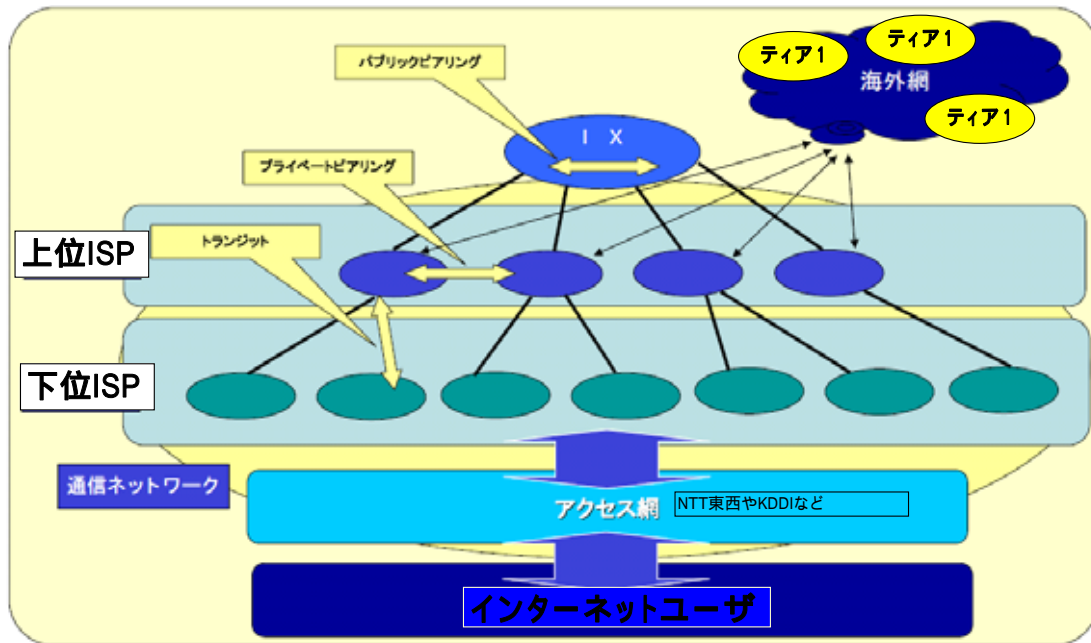 パブリックピアリング
ティア1
ティア1
海外網
ティア1
ＩＸ
プライベートピアリング
トランジット
上位ISP
下位ISP
通信ネットワーク
アクセス網
NTT東西やKDDIなど
インターネットユーザ